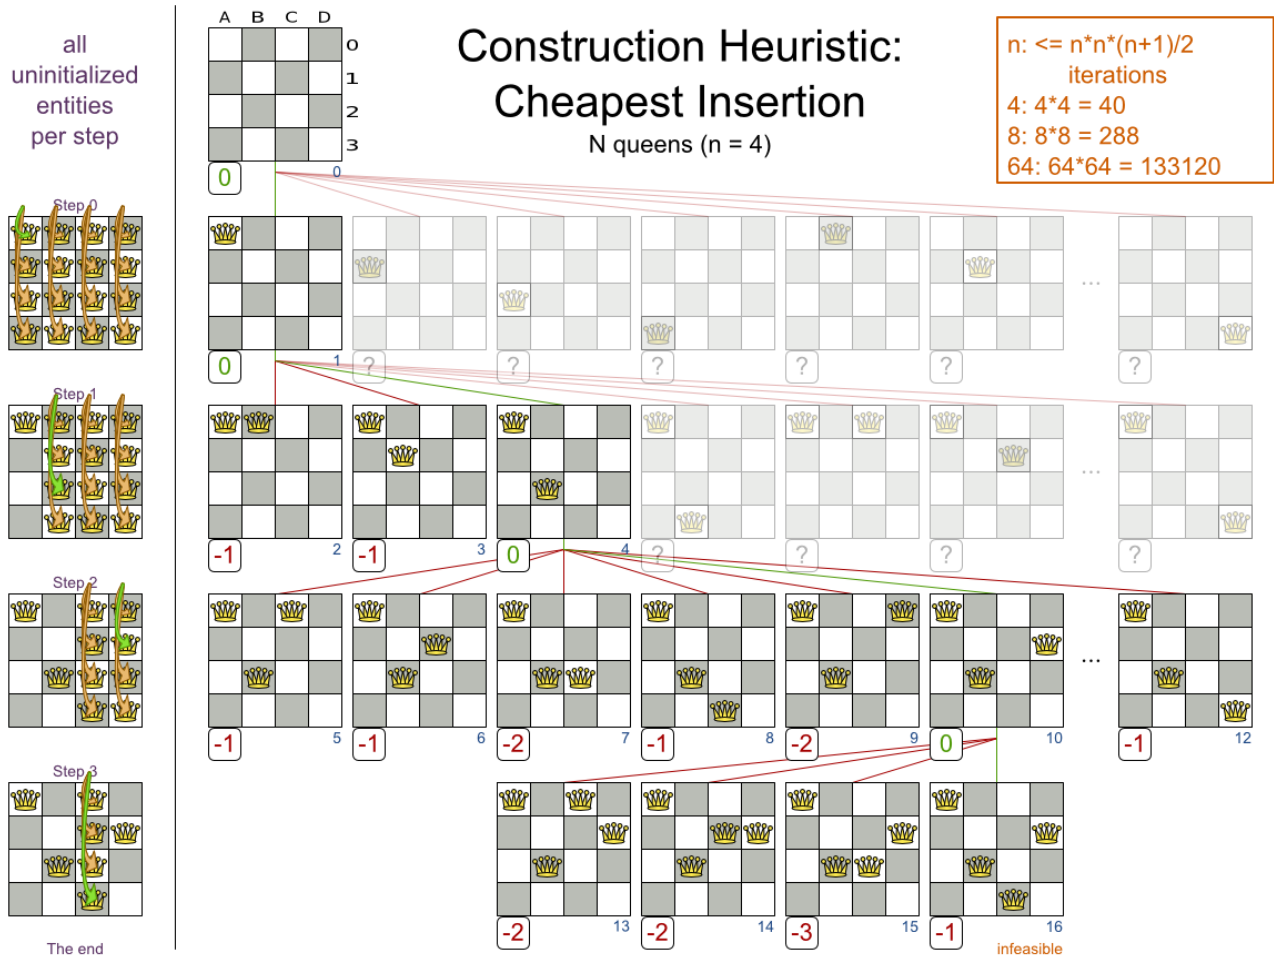 all
uninitialized
entities
per step
A B C D
0
1
2
3
Construction Heuristic:
Cheapest Insertion
N queens (n = 4)
n: <= n*n*(n+1)/2
iterations
4: 4*4 = 40
8: 8*8 = 288
64: 64*64 = 133120
0 0
Step 0
...
0 1 ? ? ? ? ? ?
Step 1
...
-1 2 -1 3 0 4 ? ? ? ?
Step 2
...
-1 5 -1 6 -2 7 -1 8 -2 9 0 10 -1 12
Step 3
-2 13 -2 14 -3 15 -1 16
The end
infeasible